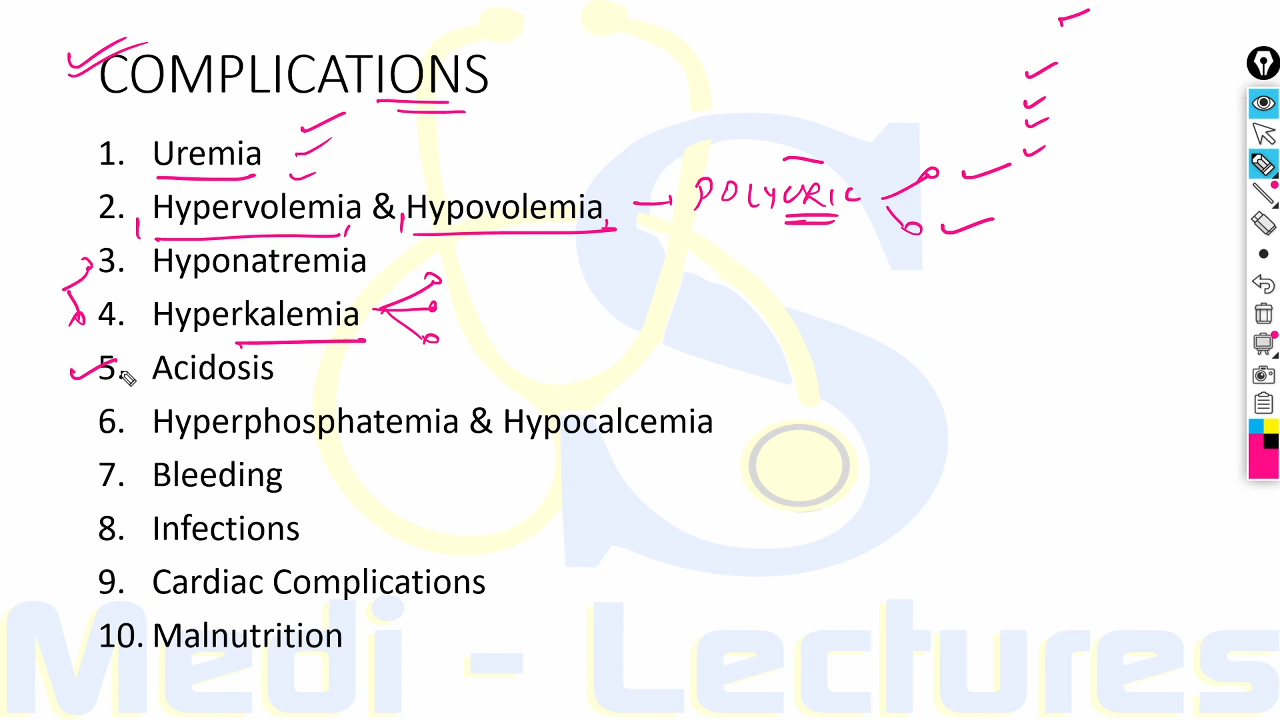 COMPLICATIONS
1. Uremia
2. Hypervolemia & Hypovolemia → POLYURIC
3. Hyponatremia
4. Hyperkalemia
5. Acidosis
6. Hyperphosphatemia & Hypocalcemia
7. Bleeding
8. Infections
9. Cardiac Complications
10. Malnutrition
Medi - Lectures